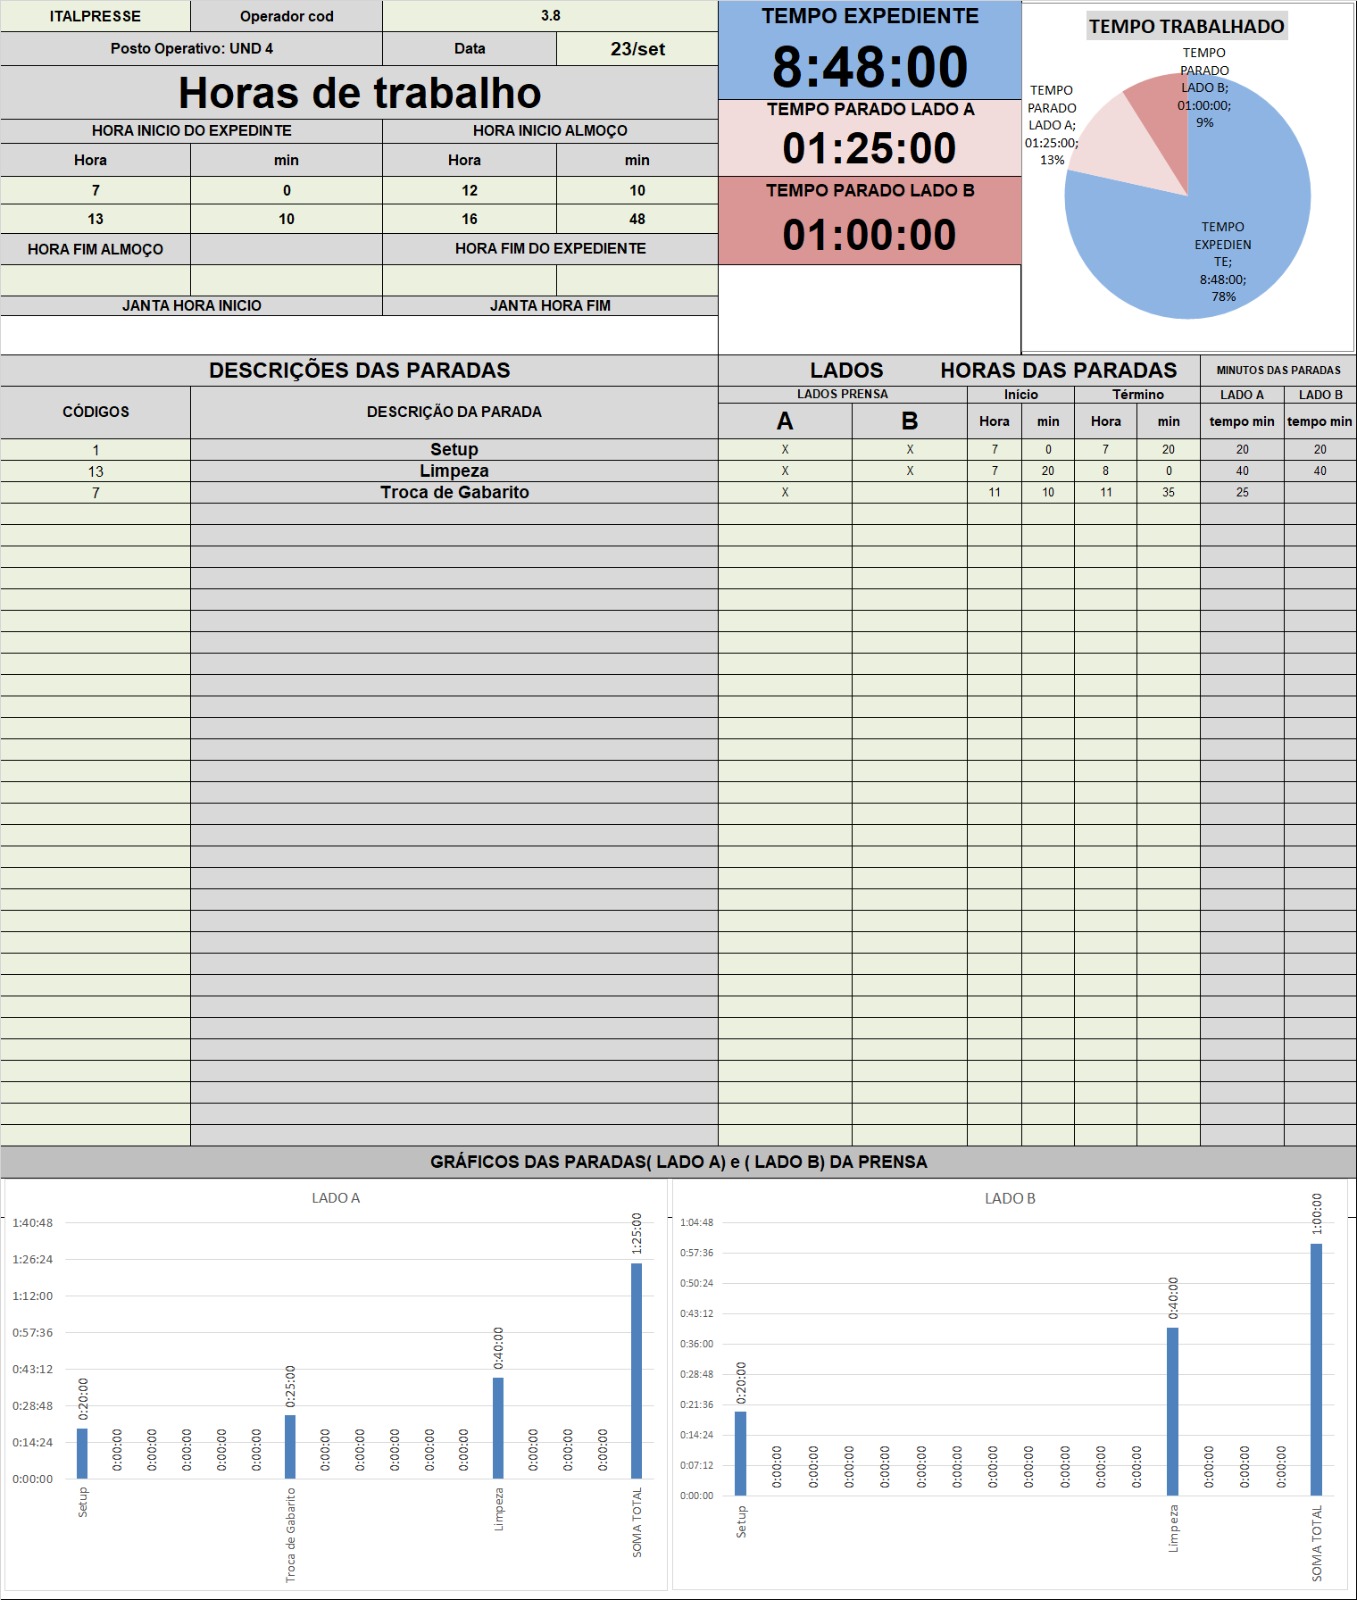 ITALPRESSE Operador cod 3.8
Posto Operativo: UND 4 Data 23/set
Horas de trabalho
HORA INICIO DO EXPEDINTE HORA INICIO ALMOÇO
Hora min Hora min
7 0 12 10
13 10 16 48
HORA FIM ALMOÇO HORA FIM DO EXPEDIENTE
JANTA HORA INICIO JANTA HORA FIM
TEMPO EXPEDIENTE
8:48:00
TEMPO PARADO LADO A
01:25:00
TEMPO PARADO LADO B
01:00:00
TEMPO TRABALHADO
TEMPO
PARADO
LADO B;
01:00:00;
9%
TEMPO
PARADO
LADO A;
01:25:00;
13%
TEMPO
EXPEDIEN
TE;
8:48:00;
78%
DESCRIÇÕES DAS PARADAS LADOS HORAS DAS PARADAS MINUTOS DAS PARADAS
LADOS PRENSA Início Término LADO A LADO B
CÓDIGOS DESCRIÇÃO DA PARADA A B Hora min Hora min tempo min tempo min
1 Setup X X 7 0 7 20 20 20
13 Limpeza X X 7 20 8 0 40 40
7 Troca de Gabarito X 11 10 11 35 25
GRÁFICOS DAS PARADAS( LADO A) e ( LADO B) DA PRENSA
LADO A
1:40:48
1:26:24
1:12:00
0:57:36
0:43:12
0:28:48
0:14:24
0:00:00
0:20:00 0:00:00 0:00:00 0:00:00 0:00:00 0:00:00 0:25:00 0:00:00 0:00:00 0:00:00 0:00:00 0:00:00 0:40:00 0:00:00 0:00:00 0:00:00 1:25:00
Setup Troca de Gabarito Limpeza SOMA TOTAL
LADO B
1:04:48
0:57:36
0:50:24
0:43:12
0:36:00
0:28:48
0:21:36
0:14:24
0:07:12
0:00:00
0:20:00 0:00:00 0:00:00 0:00:00 0:00:00 0:00:00 0:00:00 0:00:00 0:00:00 0:00:00 0:00:00 0:00:00 0:40:00 0:00:00 0:00:00 0:00:00 1:00:00
Setup Limpeza SOMA TOTAL